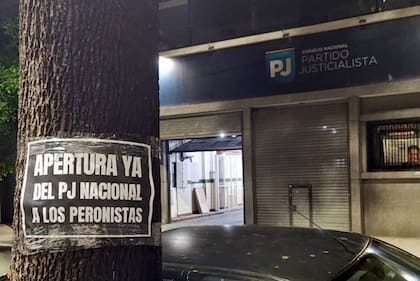 PJ
CONSEJO NACIONAL
PARTIDO
JUSTICIALISTA
APERTURA YA
DEL PJ NACIONAL
A LOS PERONISTAS